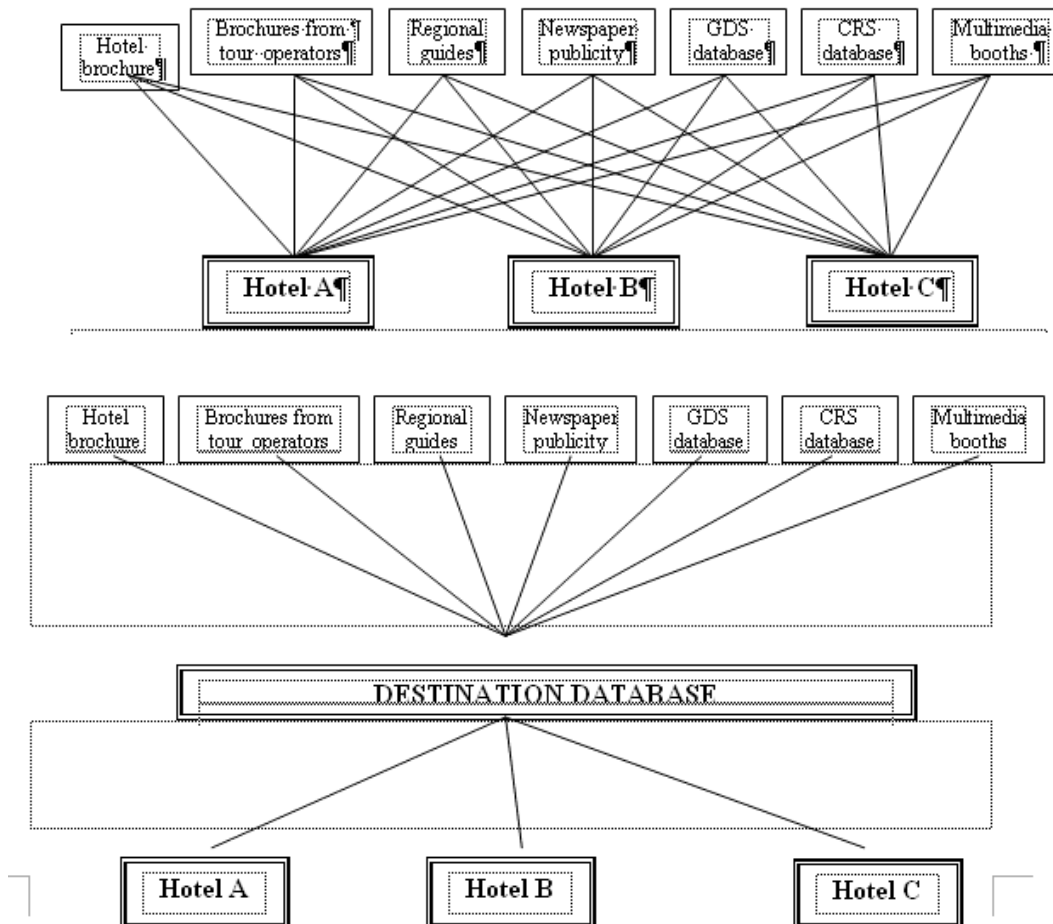 Hotel·
brochure¶
Brochures·from·¶
tour··operators¶
Regional·
guides¶
Newspaper·
publicity¶
GDS·
database¶
CRS·
database¶
Multimedia·
booths·¶
Hotel·A¶
Hotel·B¶
Hotel·C¶
Hotel
brochure
Brochures from
tour operators
Regional
guides
Newspaper
publicity
GDS
database
CRS
database
Multimedia
booths
DESTINATION DATABASE
Hotel A
Hotel B
Hotel C